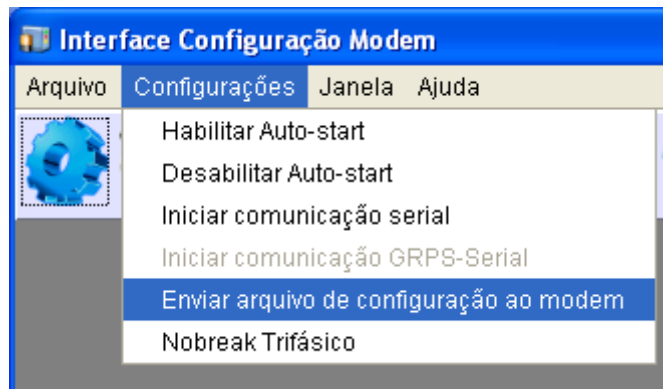 Interface Configuração Modem
Arquivo Configurações Janela Ajuda
Habilitar Auto-start
Desabilitar Auto-start
Iniciar comunicação serial
Iniciar comunicação GRPS-Serial
Enviar arquivo de configuração ao modem
Nobreak Trifásico